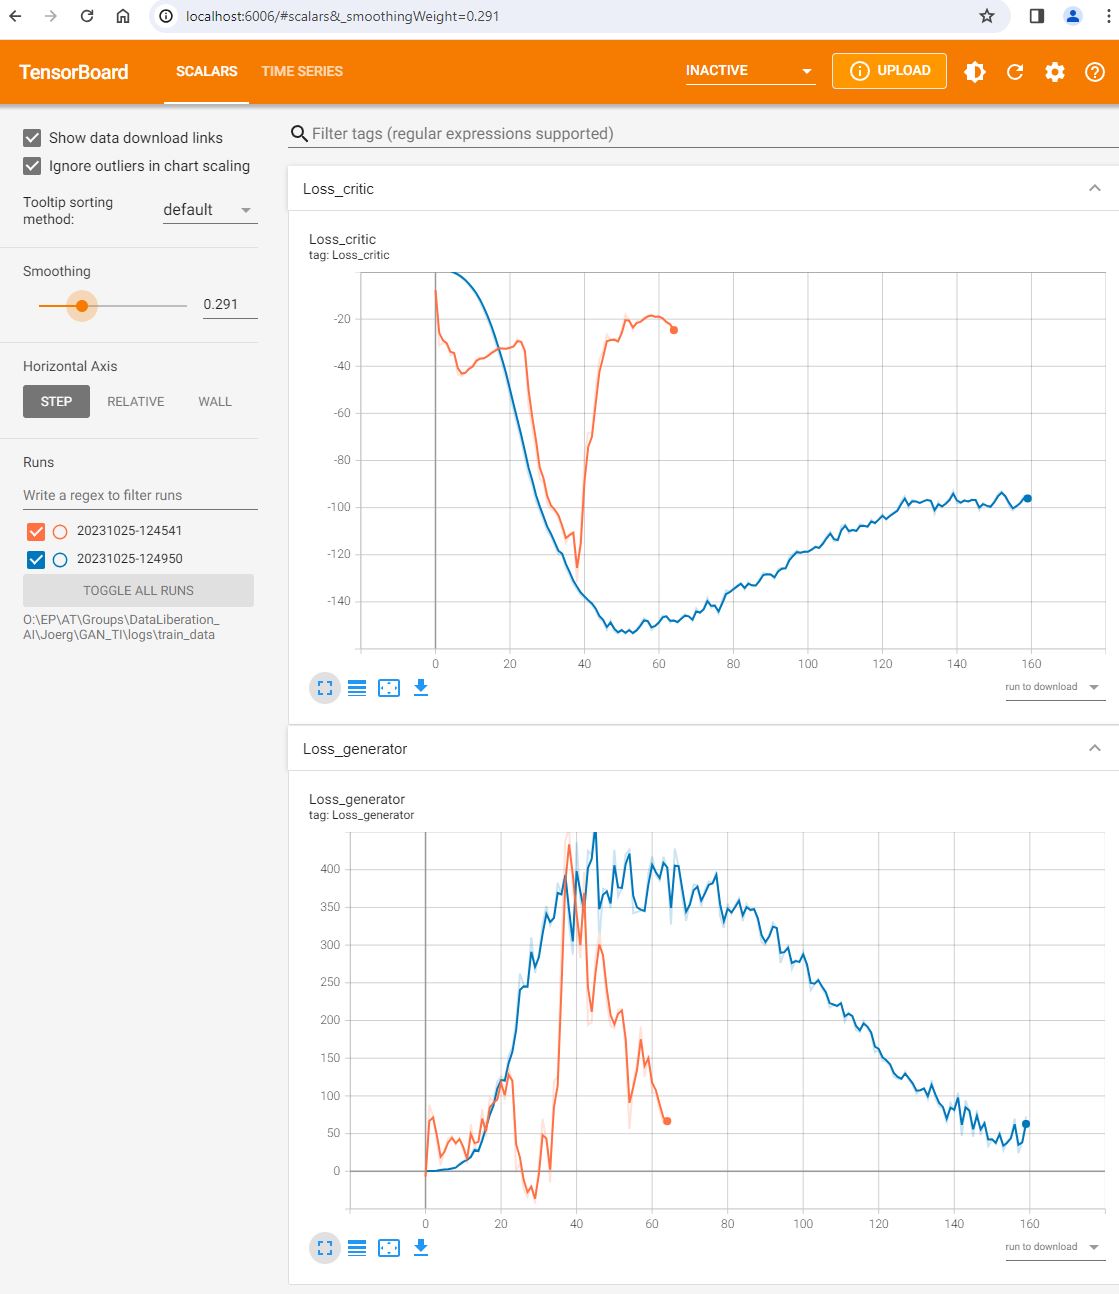 localhost:6006/#scalars&_smoothingWeight=0.291
TensorBoard
SCALARS
TIME SERIES
INACTIVE
UPLOAD
Show data download links
Ignore outliers in chart scaling
Tooltip sorting
method:
default
Smoothing
0.291
Horizontal Axis
STEP
RELATIVE
WALL
Runs
Write a regex to filter runs
20231025-124541
20231025-124950
TOGGLE ALL RUNS
O:\EP\AT\Groups\DataLiberation_
AI\Joerg\GAN_TI\logs\train_data
Filter tags (regular expressions supported)
Loss_critic
Loss_critic
tag: Loss_critic
-20
-40
-60
-80
-100
-120
-140
0 20 40 60 80 100 120 140 160
run to download
Loss_generator
Loss_generator
tag: Loss_generator
400
350
300
250
200
150
100
50
0
0 20 40 60 80 100 120 140 160
run to download